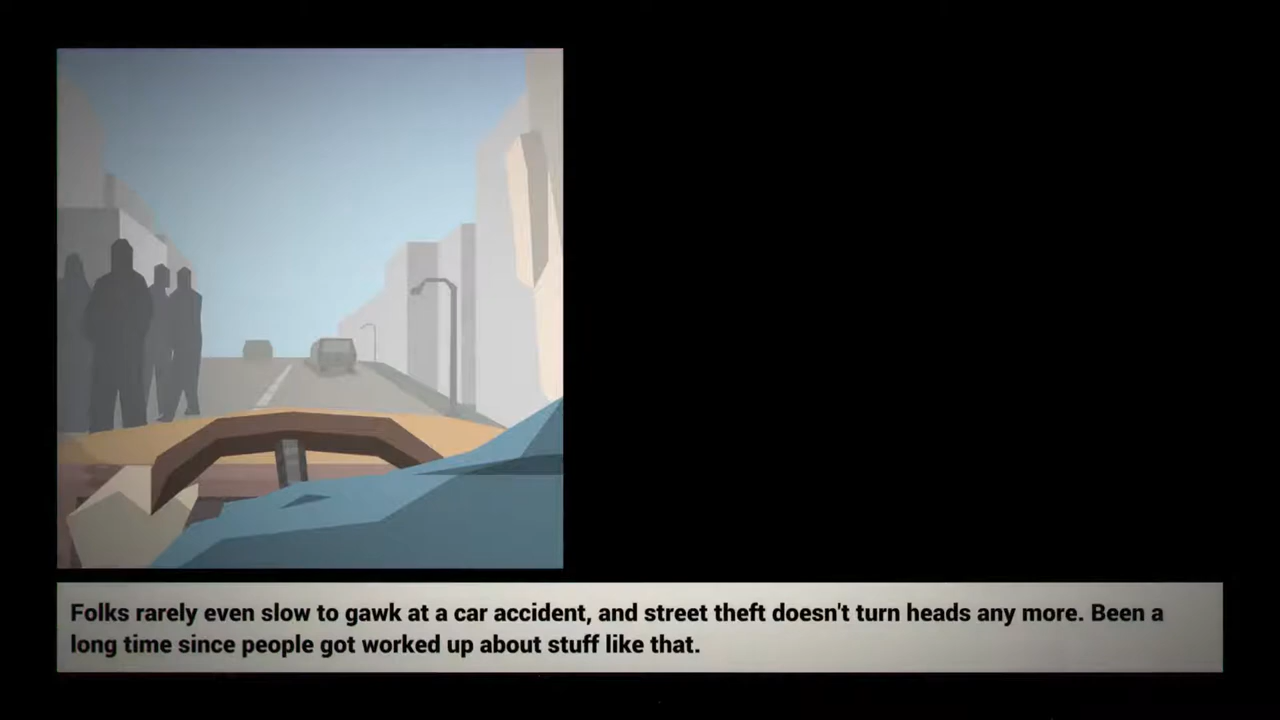 Folks rarely even slow to gawk at a car accident, and street theft doesn't turn heads any more. Been a
long time since people got worked up about stuff like that.